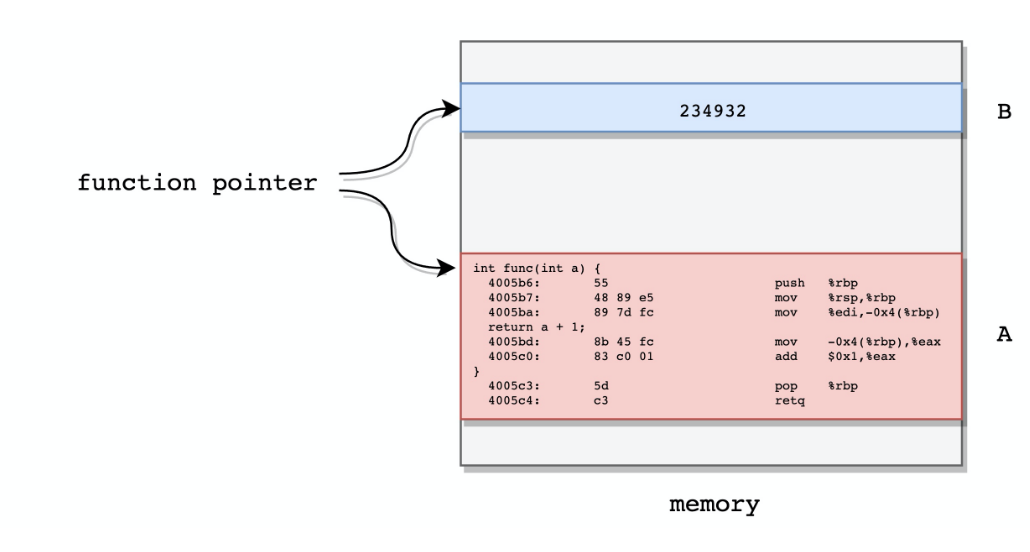 234932
B
function pointer
int func(int a) {
4005b6: 55 push %rbp
4005b7: 48 89 e5 mov %rsp,%rbp
4005ba: 89 7d fc mov %edi,-0x4(%rbp)
return a + 1;
4005bd: 8b 45 fc mov -0x4(%rbp),%eax
4005c0: 83 c0 01 add $0x1,%eax
}
4005c3: 5d pop %rbp
4005c4: c3 retq
A
memory